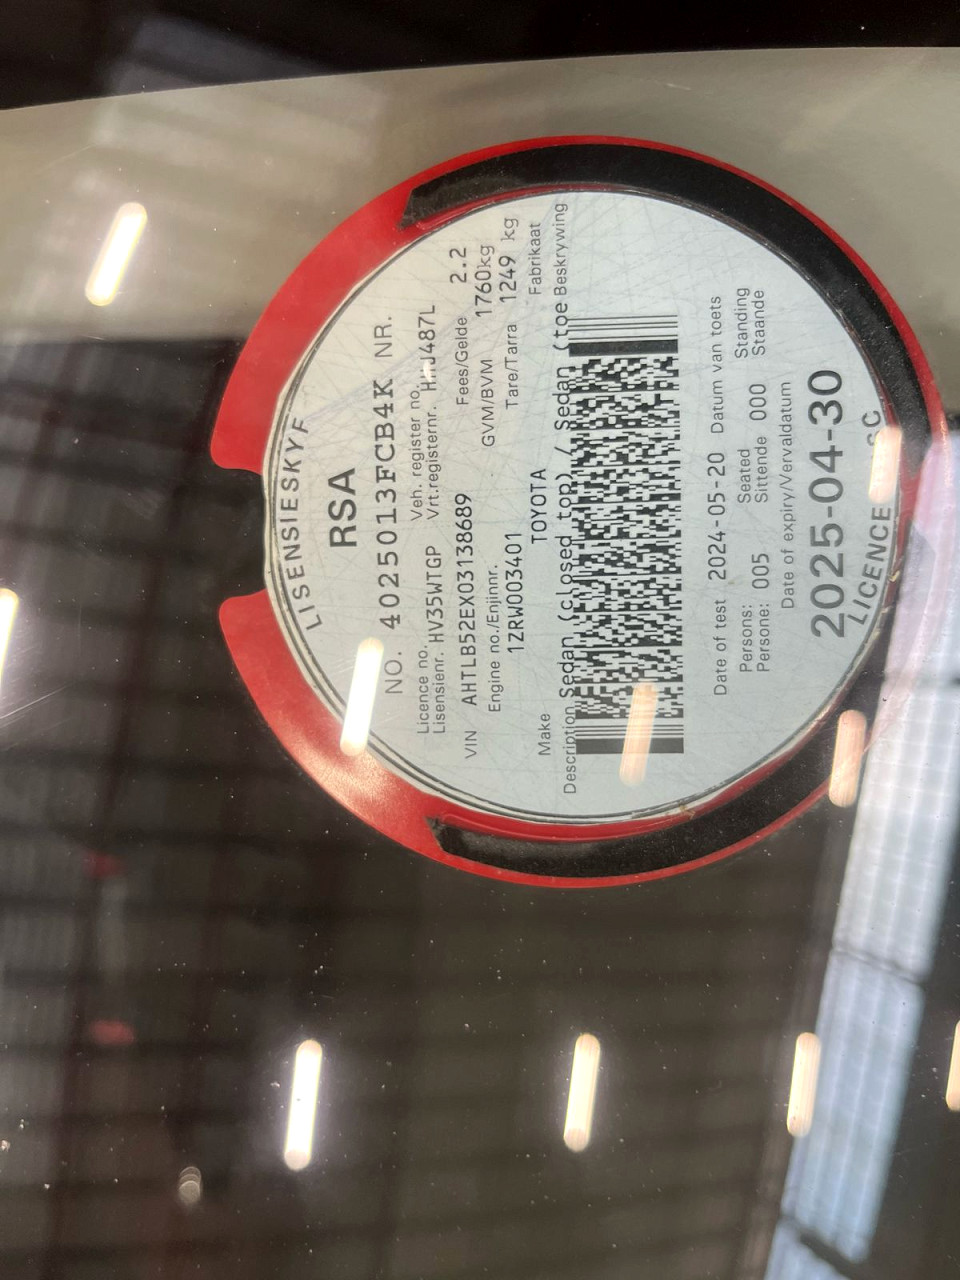 LISENSIESKYF
RSA
NO. 4025013FCB4K NR.
Licence no. HV35WTGP Veh. register no.
Lisensienr. Vrt.registernr.
VIN AHTLB52EX03138689 Fees/Gelde 2.2
Engine no./Enjinnr. GVM/BVM 1760kg
1ZRW003401 Tare/Tarra 1249 kg
Make TOYOTA Fabrikaat
Description Sedan (closed top) / Sedan (toe Beskrywing
Date of test 2024-05-20 Datum van toets
Persons: 005 Seated 000 Standing
Persone: Sittende Staande
Date of expiry/Vervaldatum
2025-04-30
LICENCE